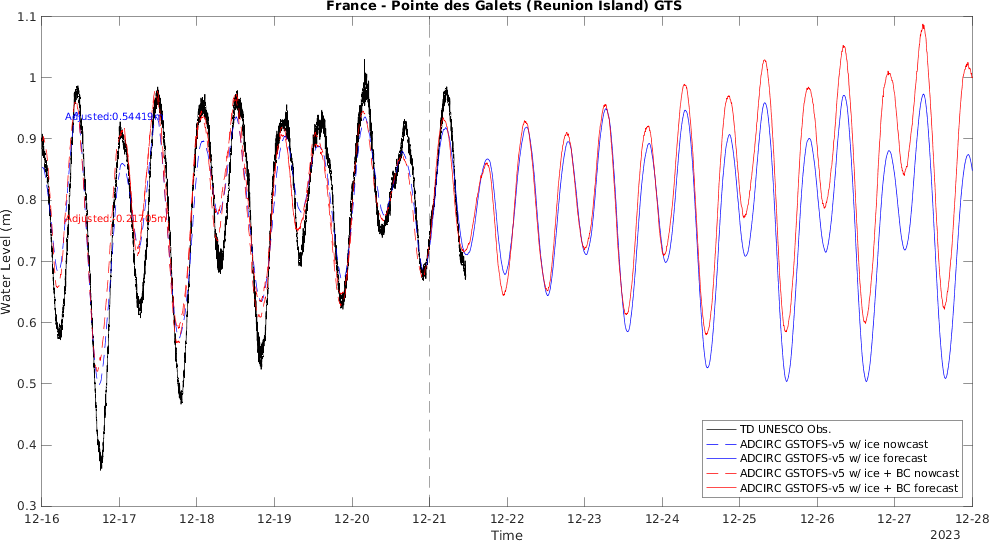 France - Pointe des Galets (Reunion Island) GTS
1.1
1
0.9
0.8
0.7
0.6
0.5
0.4
0.3
Water Level (m)
Adjusted:0.54419m
Adjusted:-0.21705m
TD UNESCO Obs.
ADCIRC GSTOFS-v5 w/ ice nowcast
ADCIRC GSTOFS-v5 w/ ice forecast
ADCIRC GSTOFS-v5 w/ ice + BC nowcast
ADCIRC GSTOFS-v5 w/ ice + BC forecast
12-16 12-17 12-18 12-19 12-20 12-21 12-22 12-23 12-24 12-25 12-26 12-27 12-28
Time
2023